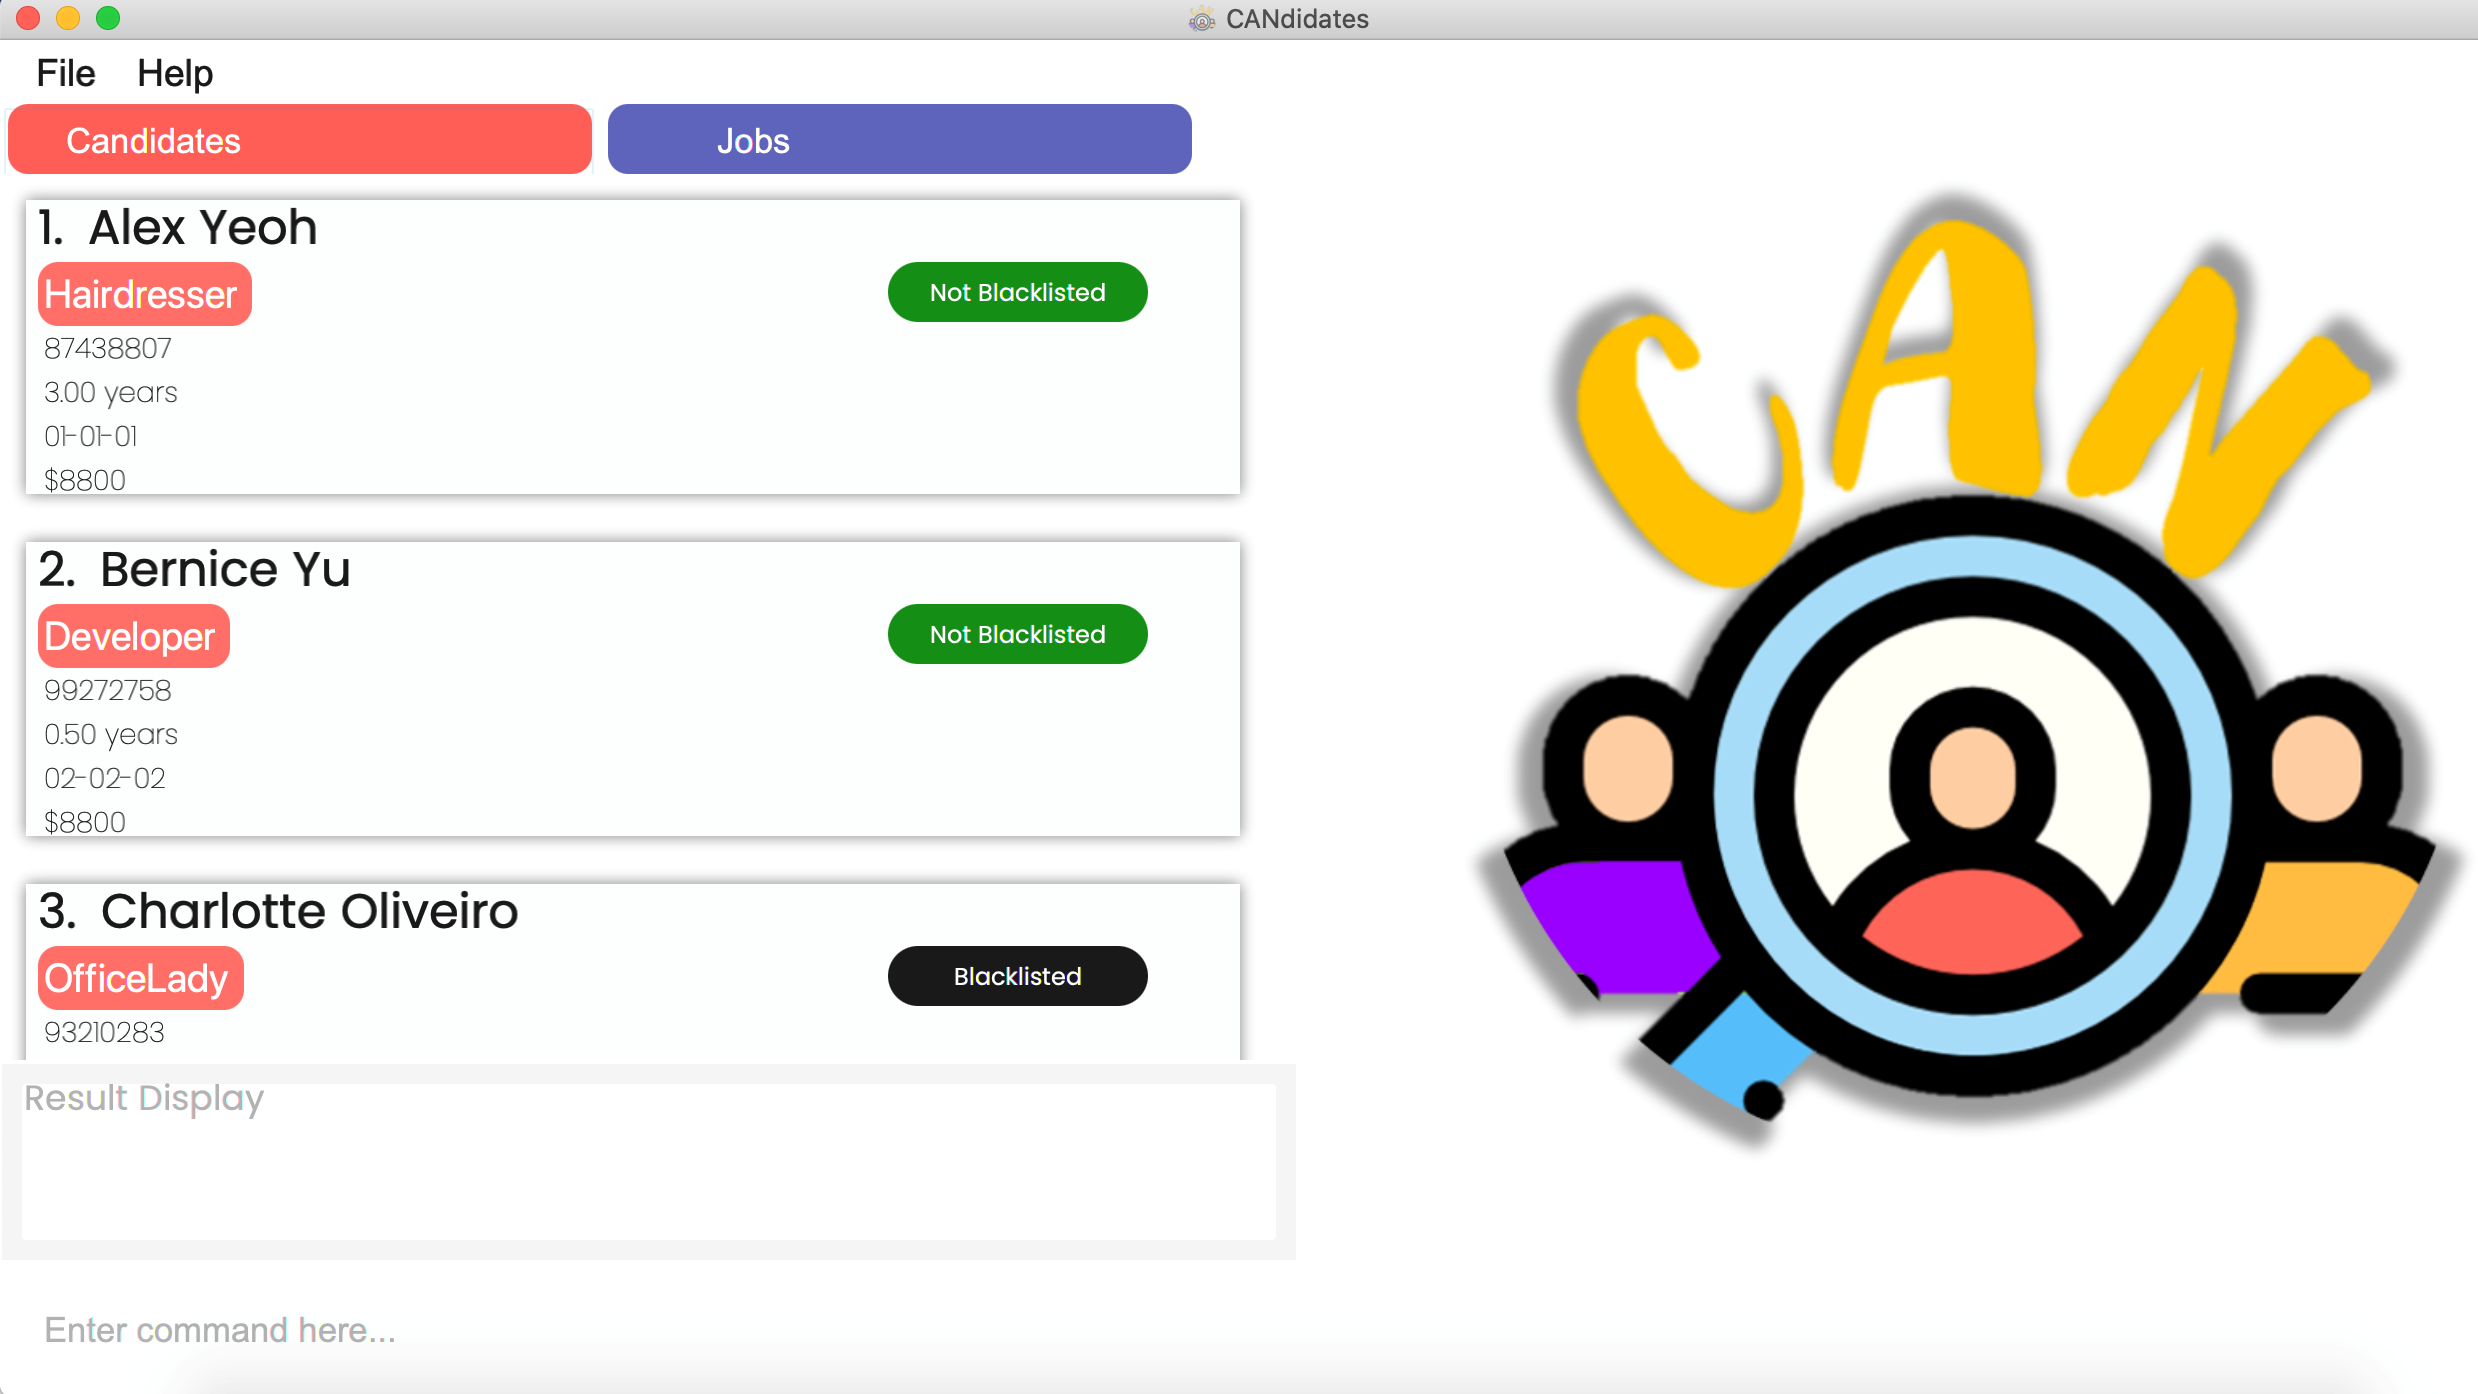 CANdidates
File Help
Candidates Jobs
1. Alex Yeoh
Hairdresser
Not Blacklisted
87438807
3.00 years
01-01-01
$8800
2. Bernice Yu
Developer
Not Blacklisted
99272758
0.50 years
02-02-02
$8800
3. Charlotte Oliveiro
OfficeLady
Blacklisted
93210283
Result Display
Enter command here...
CAN